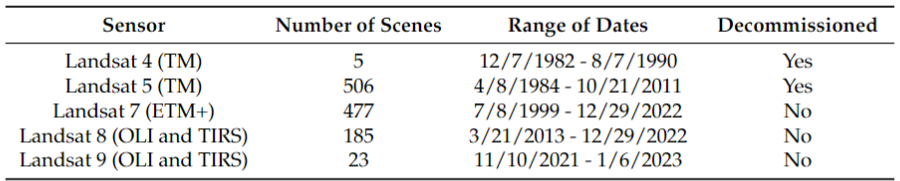 Sensor Number of Scenes Range of Dates Decommissioned
Landsat 4 (TM) 5 12/7/1982 - 8/7/1990 Yes
Landsat 5 (TM) 506 4/8/1984 - 10/21/2011 Yes
Landsat 7 (ETM+) 477 7/8/1999 - 12/29/2022 No
Landsat 8 (OLI and TIRS) 185 3/21/2013 - 12/29/2022 No
Landsat 9 (OLI and TIRS) 23 11/10/2021 - 1/6/2023 No